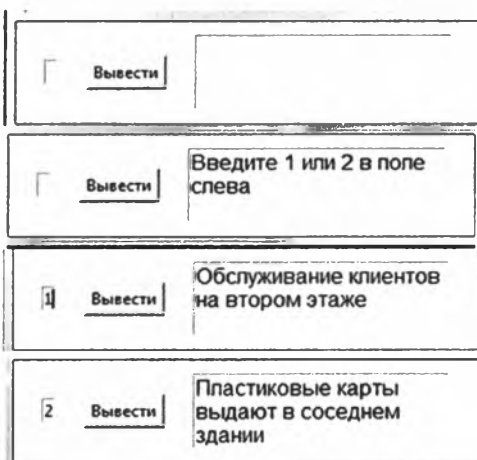 Вывести
Вывести
Введите 1 или 2 в поле
слева
1
Вывести
Обслуживание клиентов
на втором этаже
2
Вывести
Пластиковые карты
выдают в соседнем
здании